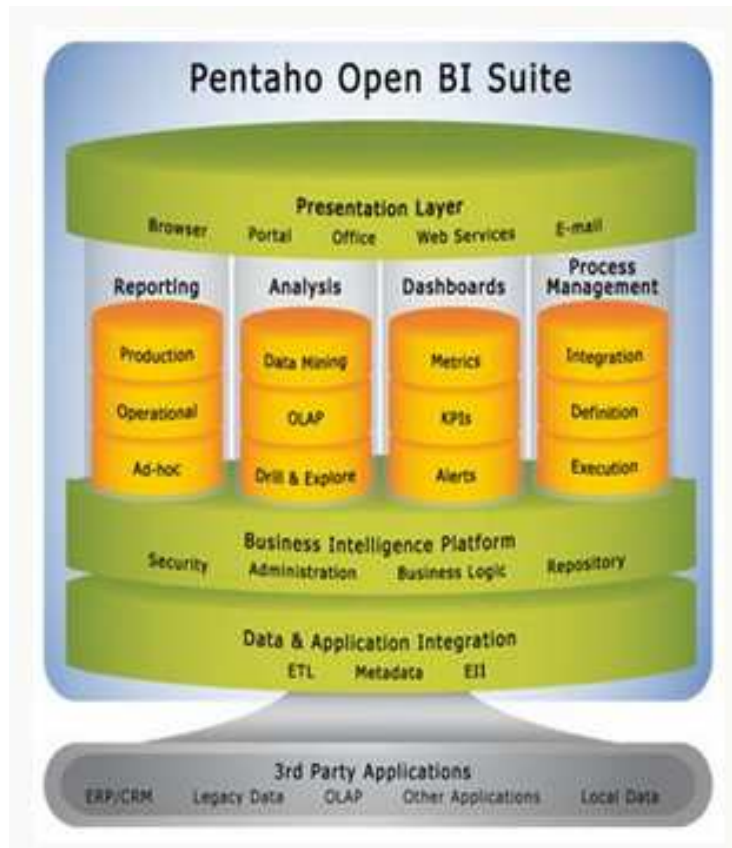 Pentaho Open BI Suite
Presentation Layer
Browser Portal Office Web Services E-mail
Reporting Analysis Dashboards Process Management
Production Data Mining Metrics Integration
Operational OLAP KPIs Definition
Ad-hoc Drill & Explore Alerts Execution
Business Intelligence Platform
Security Administration Business Logic Repository
Data & Application Integration
ETL Metadata EII
3rd Party Applications
ERP/CRM Legacy Data OLAP Other Applications Local Data